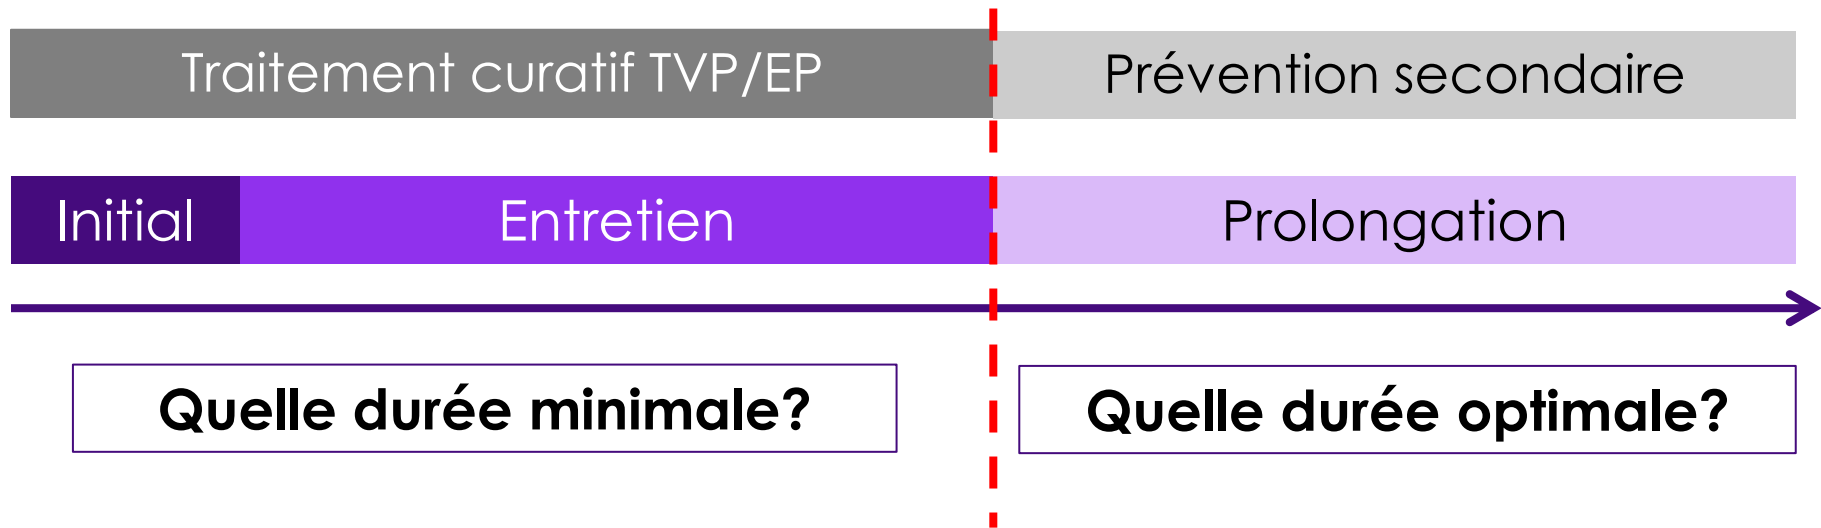 Traitement curatif TVP/EP
Prévention secondaire
Initial
Entretien
Prolongation
Quelle durée minimale?
Quelle durée optimale?